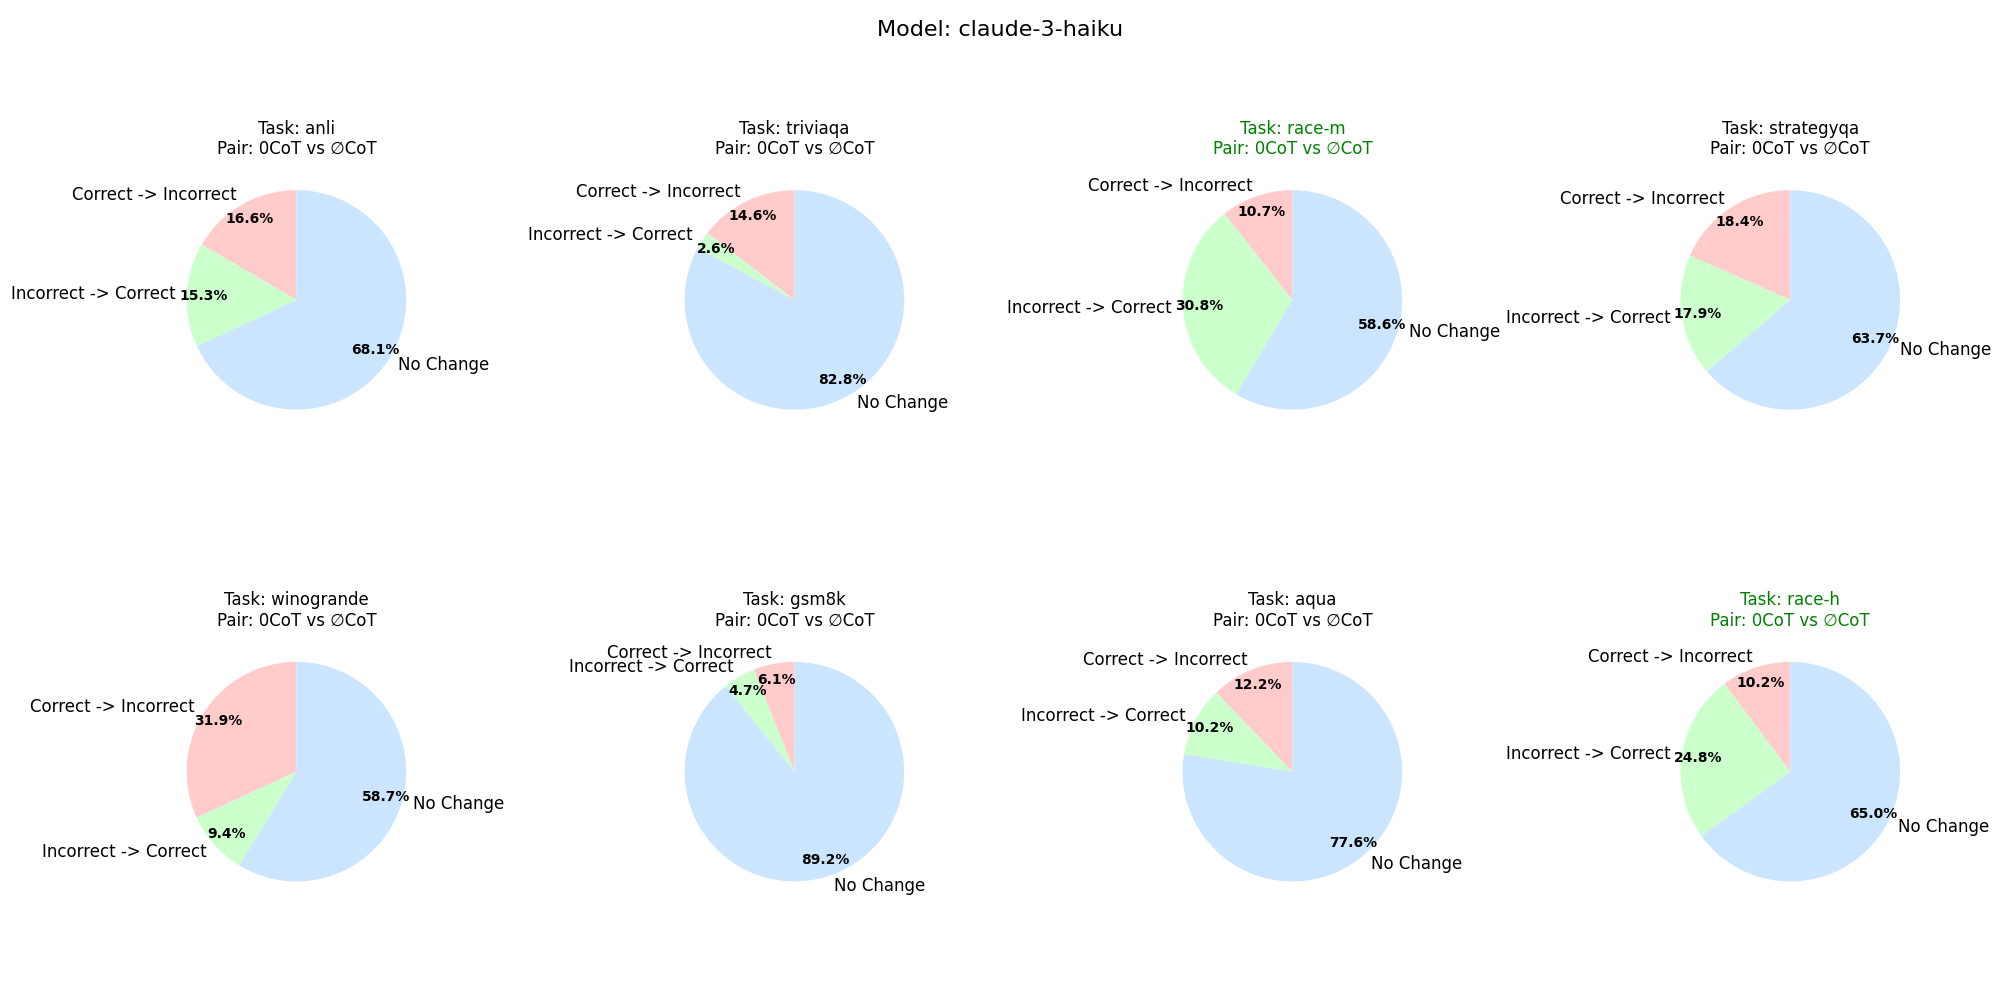 Model: claude-3-haiku
Task: anli
Pair: 0CoT vs ∅CoT
Correct -> Incorrect
16.6%
Incorrect -> Correct
15.3%
68.1%
No Change
Task: triviaqa
Pair: 0CoT vs ∅CoT
Correct -> Incorrect
14.6%
Incorrect -> Correct
2.6%
82.8%
No Change
Task: race-m
Pair: 0CoT vs ∅CoT
Correct -> Incorrect
10.7%
Incorrect -> Correct
30.8%
58.6%
No Change
Task: strategyqa
Pair: 0CoT vs ∅CoT
Correct -> Incorrect
18.4%
Incorrect -> Correct
17.9%
63.7%
No Change
Task: winogrande
Pair: 0CoT vs ∅CoT
Correct -> Incorrect
31.9%
58.7%
No Change
9.4%
Incorrect -> Correct
Task: gsm8k
Pair: 0CoT vs ∅CoT
Correct -> Incorrect
Incorrect -> Correct
6.1%
4.7%
89.2%
No Change
Task: aqua
Pair: 0CoT vs ∅CoT
Correct -> Incorrect
12.2%
Incorrect -> Correct
10.2%
77.6%
No Change
Task: race-h
Pair: 0CoT vs ∅CoT
Correct -> Incorrect
10.2%
Incorrect -> Correct
24.8%
65.0%
No Change